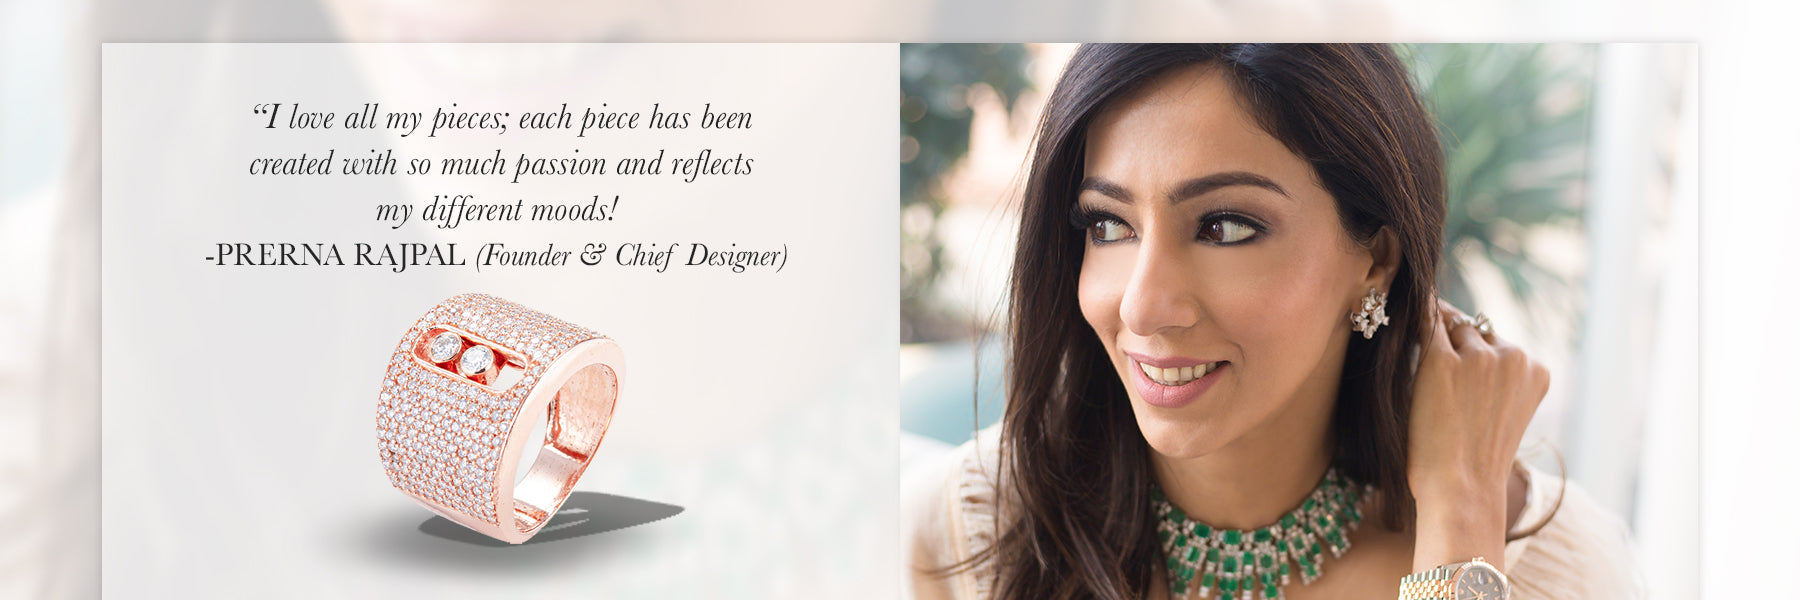 “I love all my pieces; each piece has been
created with so much passion and reflects
my different moods!
-PRERNA RAJPAL (Founder & Chief Designer)